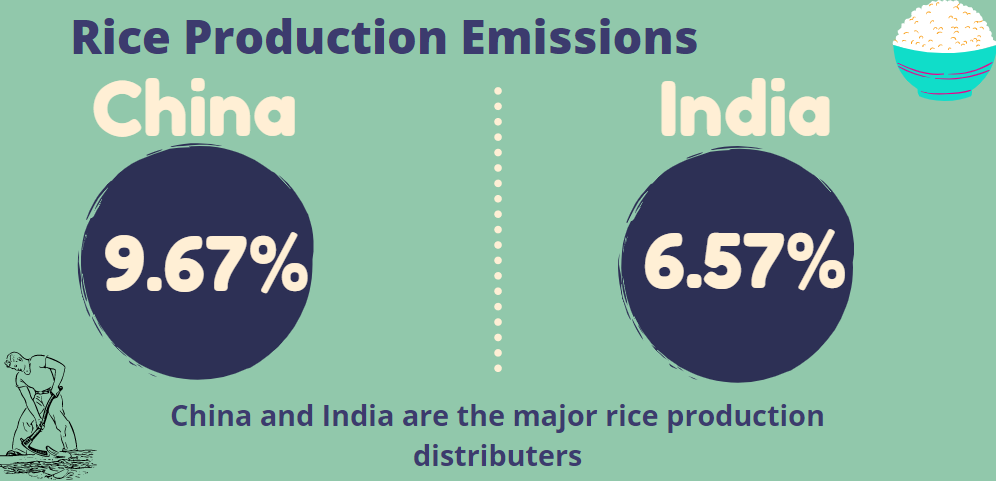 Rice Production Emissions
China
India
9.67%
6.57%
China and India are the major rice production
distributers